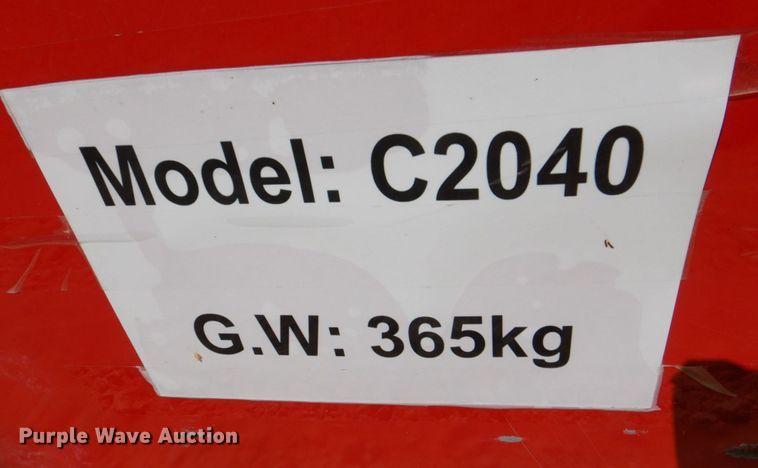 Model: C2040
G.W: 365kg
Purple Wave Auction